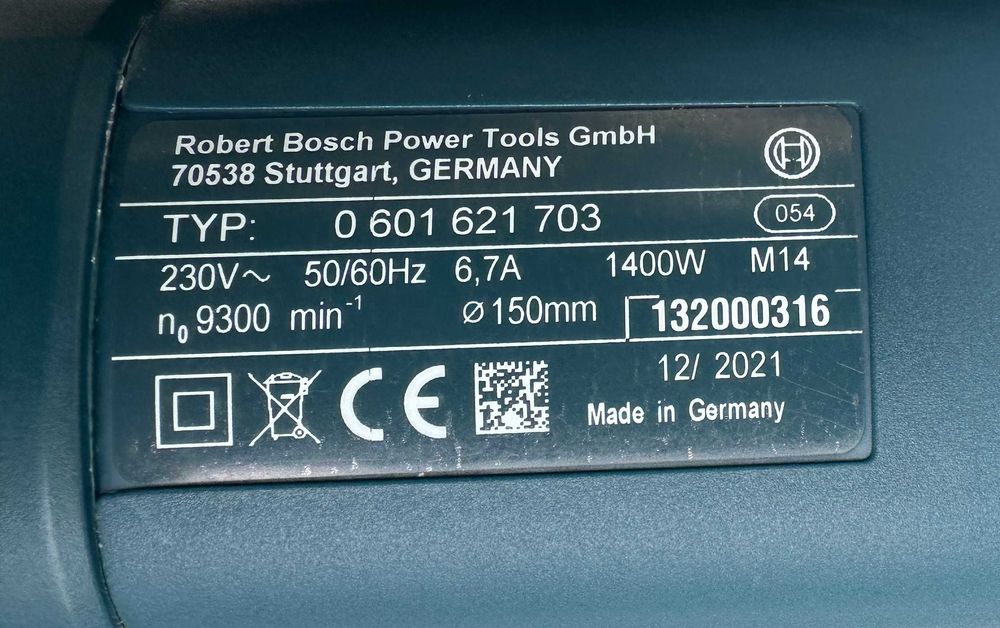 Robert Bosch Power Tools GmbH
70538 Stuttgart, GERMANY
TYP: 0 601 621 703 054
230V～ 50/60Hz 6,7A 1400W M14
n₀ 9300 min⁻¹ ⌀150mm 132000316
12/ 2021
CE Made in Germany